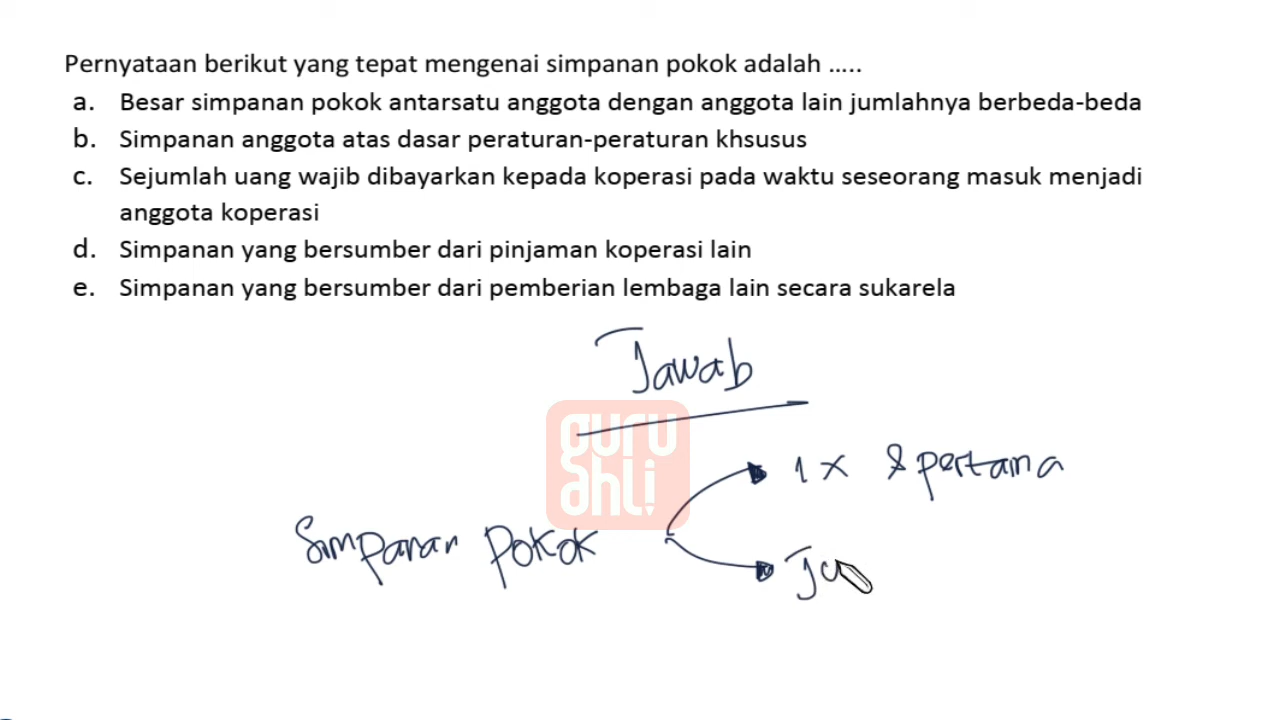 Pernyataan berikut yang tepat mengenai simpanan pokok adalah .....
a. Besar simpanan pokok antarsatu anggota dengan anggota lain jumlahnya berbeda-beda
b. Simpanan anggota atas dasar peraturan-peraturan khsusus
c. Sejumlah uang wajib dibayarkan kepada koperasi pada waktu seseorang masuk menjadi
anggota koperasi
d. Simpanan yang bersumber dari pinjaman koperasi lain
e. Simpanan yang bersumber dari pemberian lembaga lain secara sukarela
Jawab
guru
ahli
1x & pertama
Simpanan Pokok